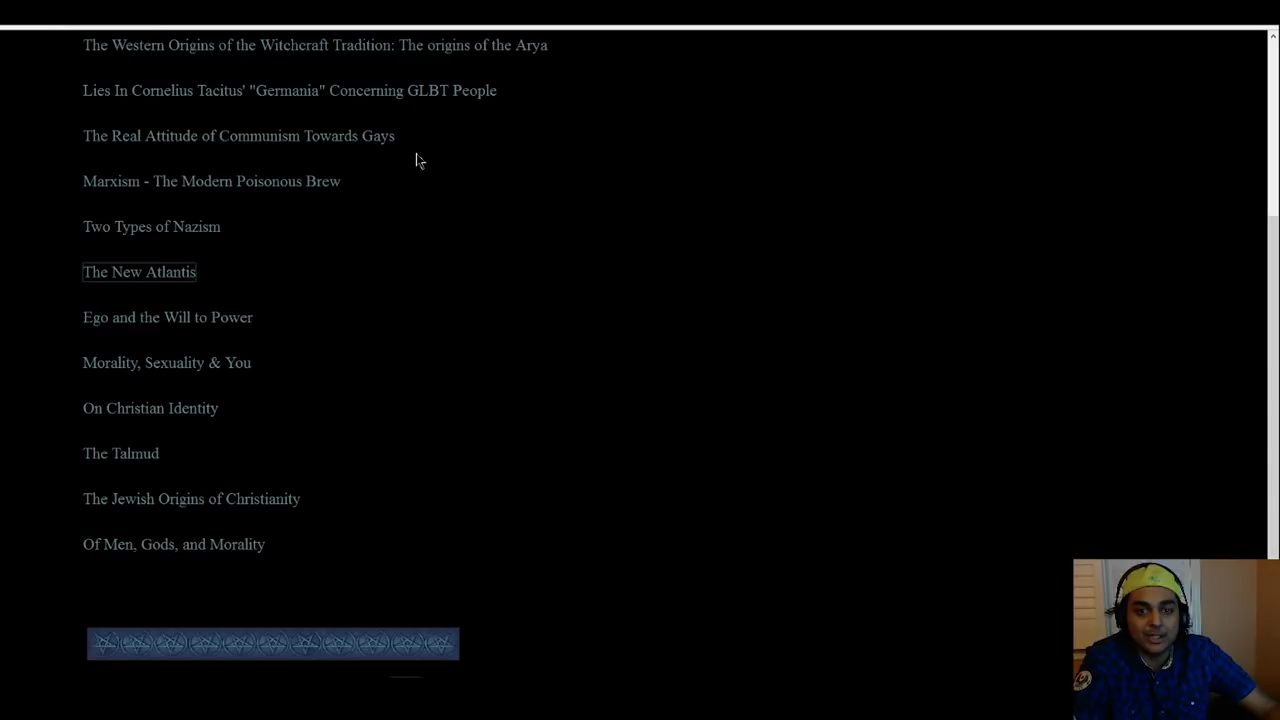 The Western Origins of the Witchcraft Tradition: The origins of the Arya
Lies In Cornelius Tacitus' "Germania" Concerning GLBT People
The Real Attitude of Communism Towards Gays
Marxism - The Modern Poisonous Brew
Two Types of Nazism
The New Atlantis
Ego and the Will to Power
Morality, Sexuality & You
On Christian Identity
The Talmud
The Jewish Origins of Christianity
Of Men, Gods, and Morality